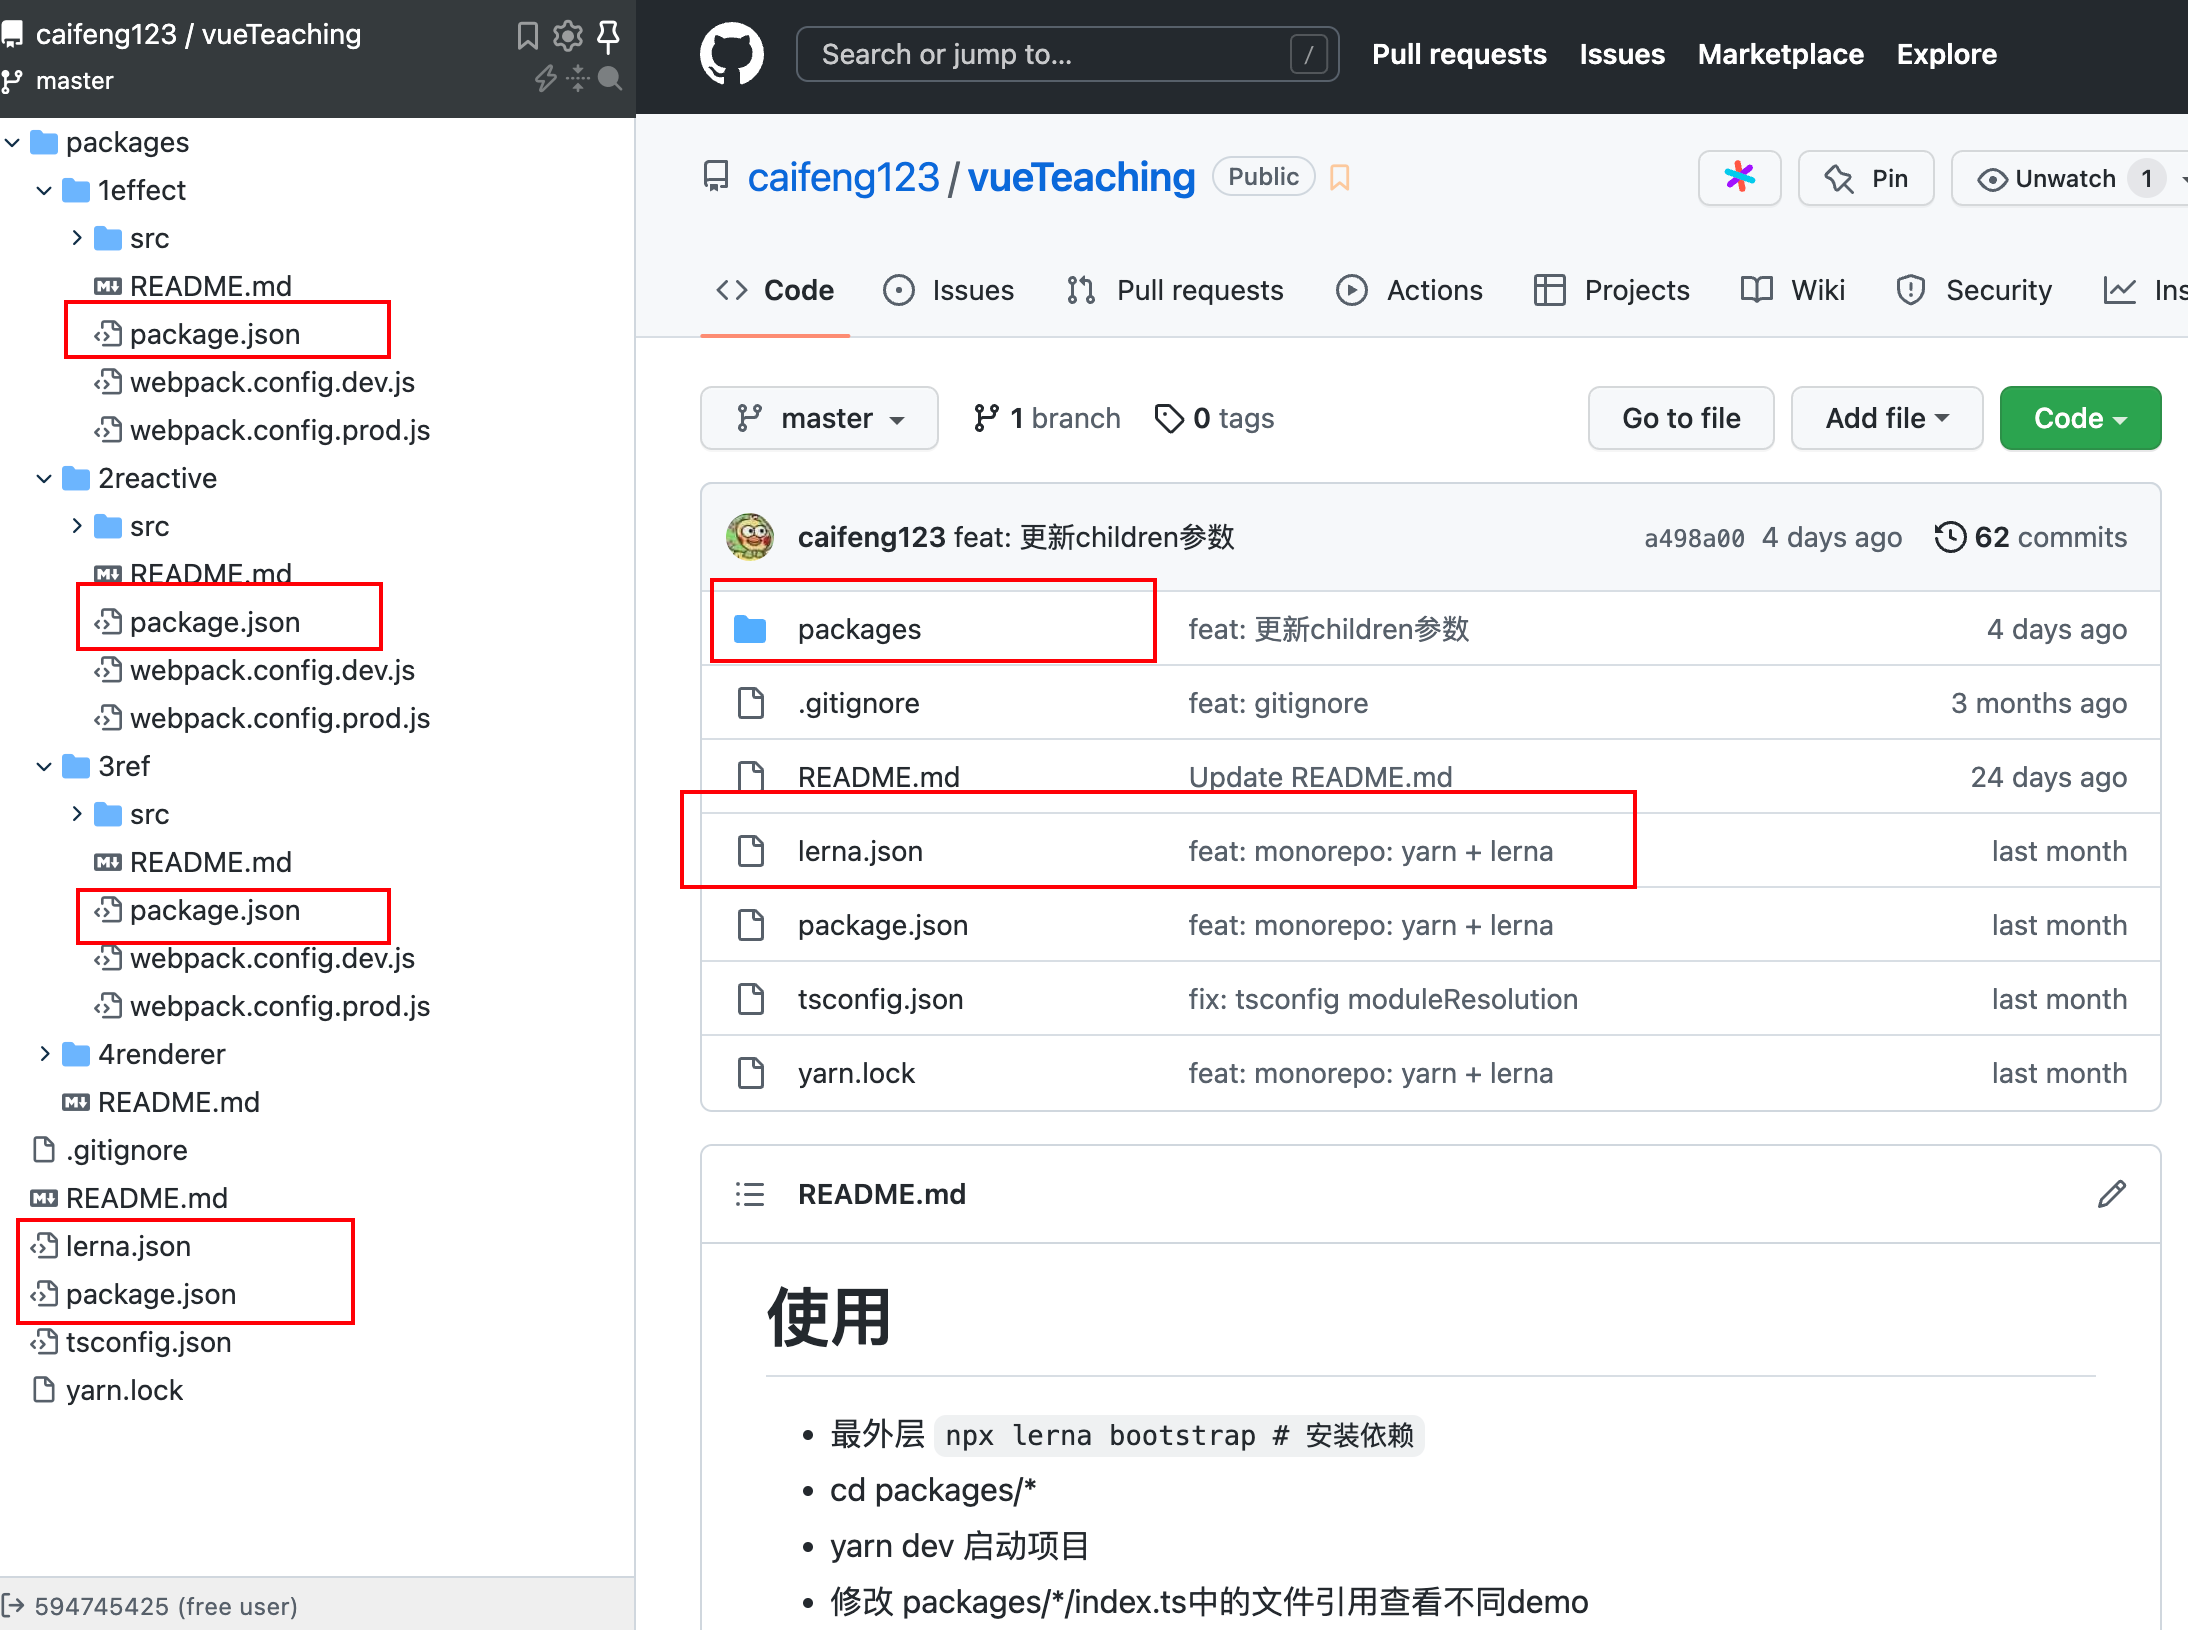 caifeng123 / vueTeaching
master
packages
1effect
src
README.md
package.json
webpack.config.dev.js
webpack.config.prod.js
2reactive
src
README.md
package.json
webpack.config.dev.js
webpack.config.prod.js
3ref
src
README.md
package.json
webpack.config.dev.js
webpack.config.prod.js
4renderer
README.md
.gitignore
README.md
lerna.json
package.json
tsconfig.json
yarn.lock
594745425 (free user)
Search or jump to... / Pull requests Issues Marketplace Explore
caifeng123 / vueTeaching Public Pin Unwatch 1
Code Issues Pull requests Actions Projects Wiki Security Ins
master 1 branch 0 tags Go to file Add file Code
caifeng123 feat: 更新children参数 a498a00 4 days ago 62 commits
packages feat: 更新children参数 4 days ago
.gitignore feat: gitignore 3 months ago
README.md Update README.md 24 days ago
lerna.json feat: monorepo: yarn + lerna last month
package.json feat: monorepo: yarn + lerna last month
tsconfig.json fix: tsconfig moduleResolution last month
yarn.lock feat: monorepo: yarn + lerna last month
README.md
使用
• 最外层 npx lerna bootstrap # 安装依赖
• cd packages/*
• yarn dev 启动项目
• 修改 packages/*/index.ts中的文件引用查看不同demo